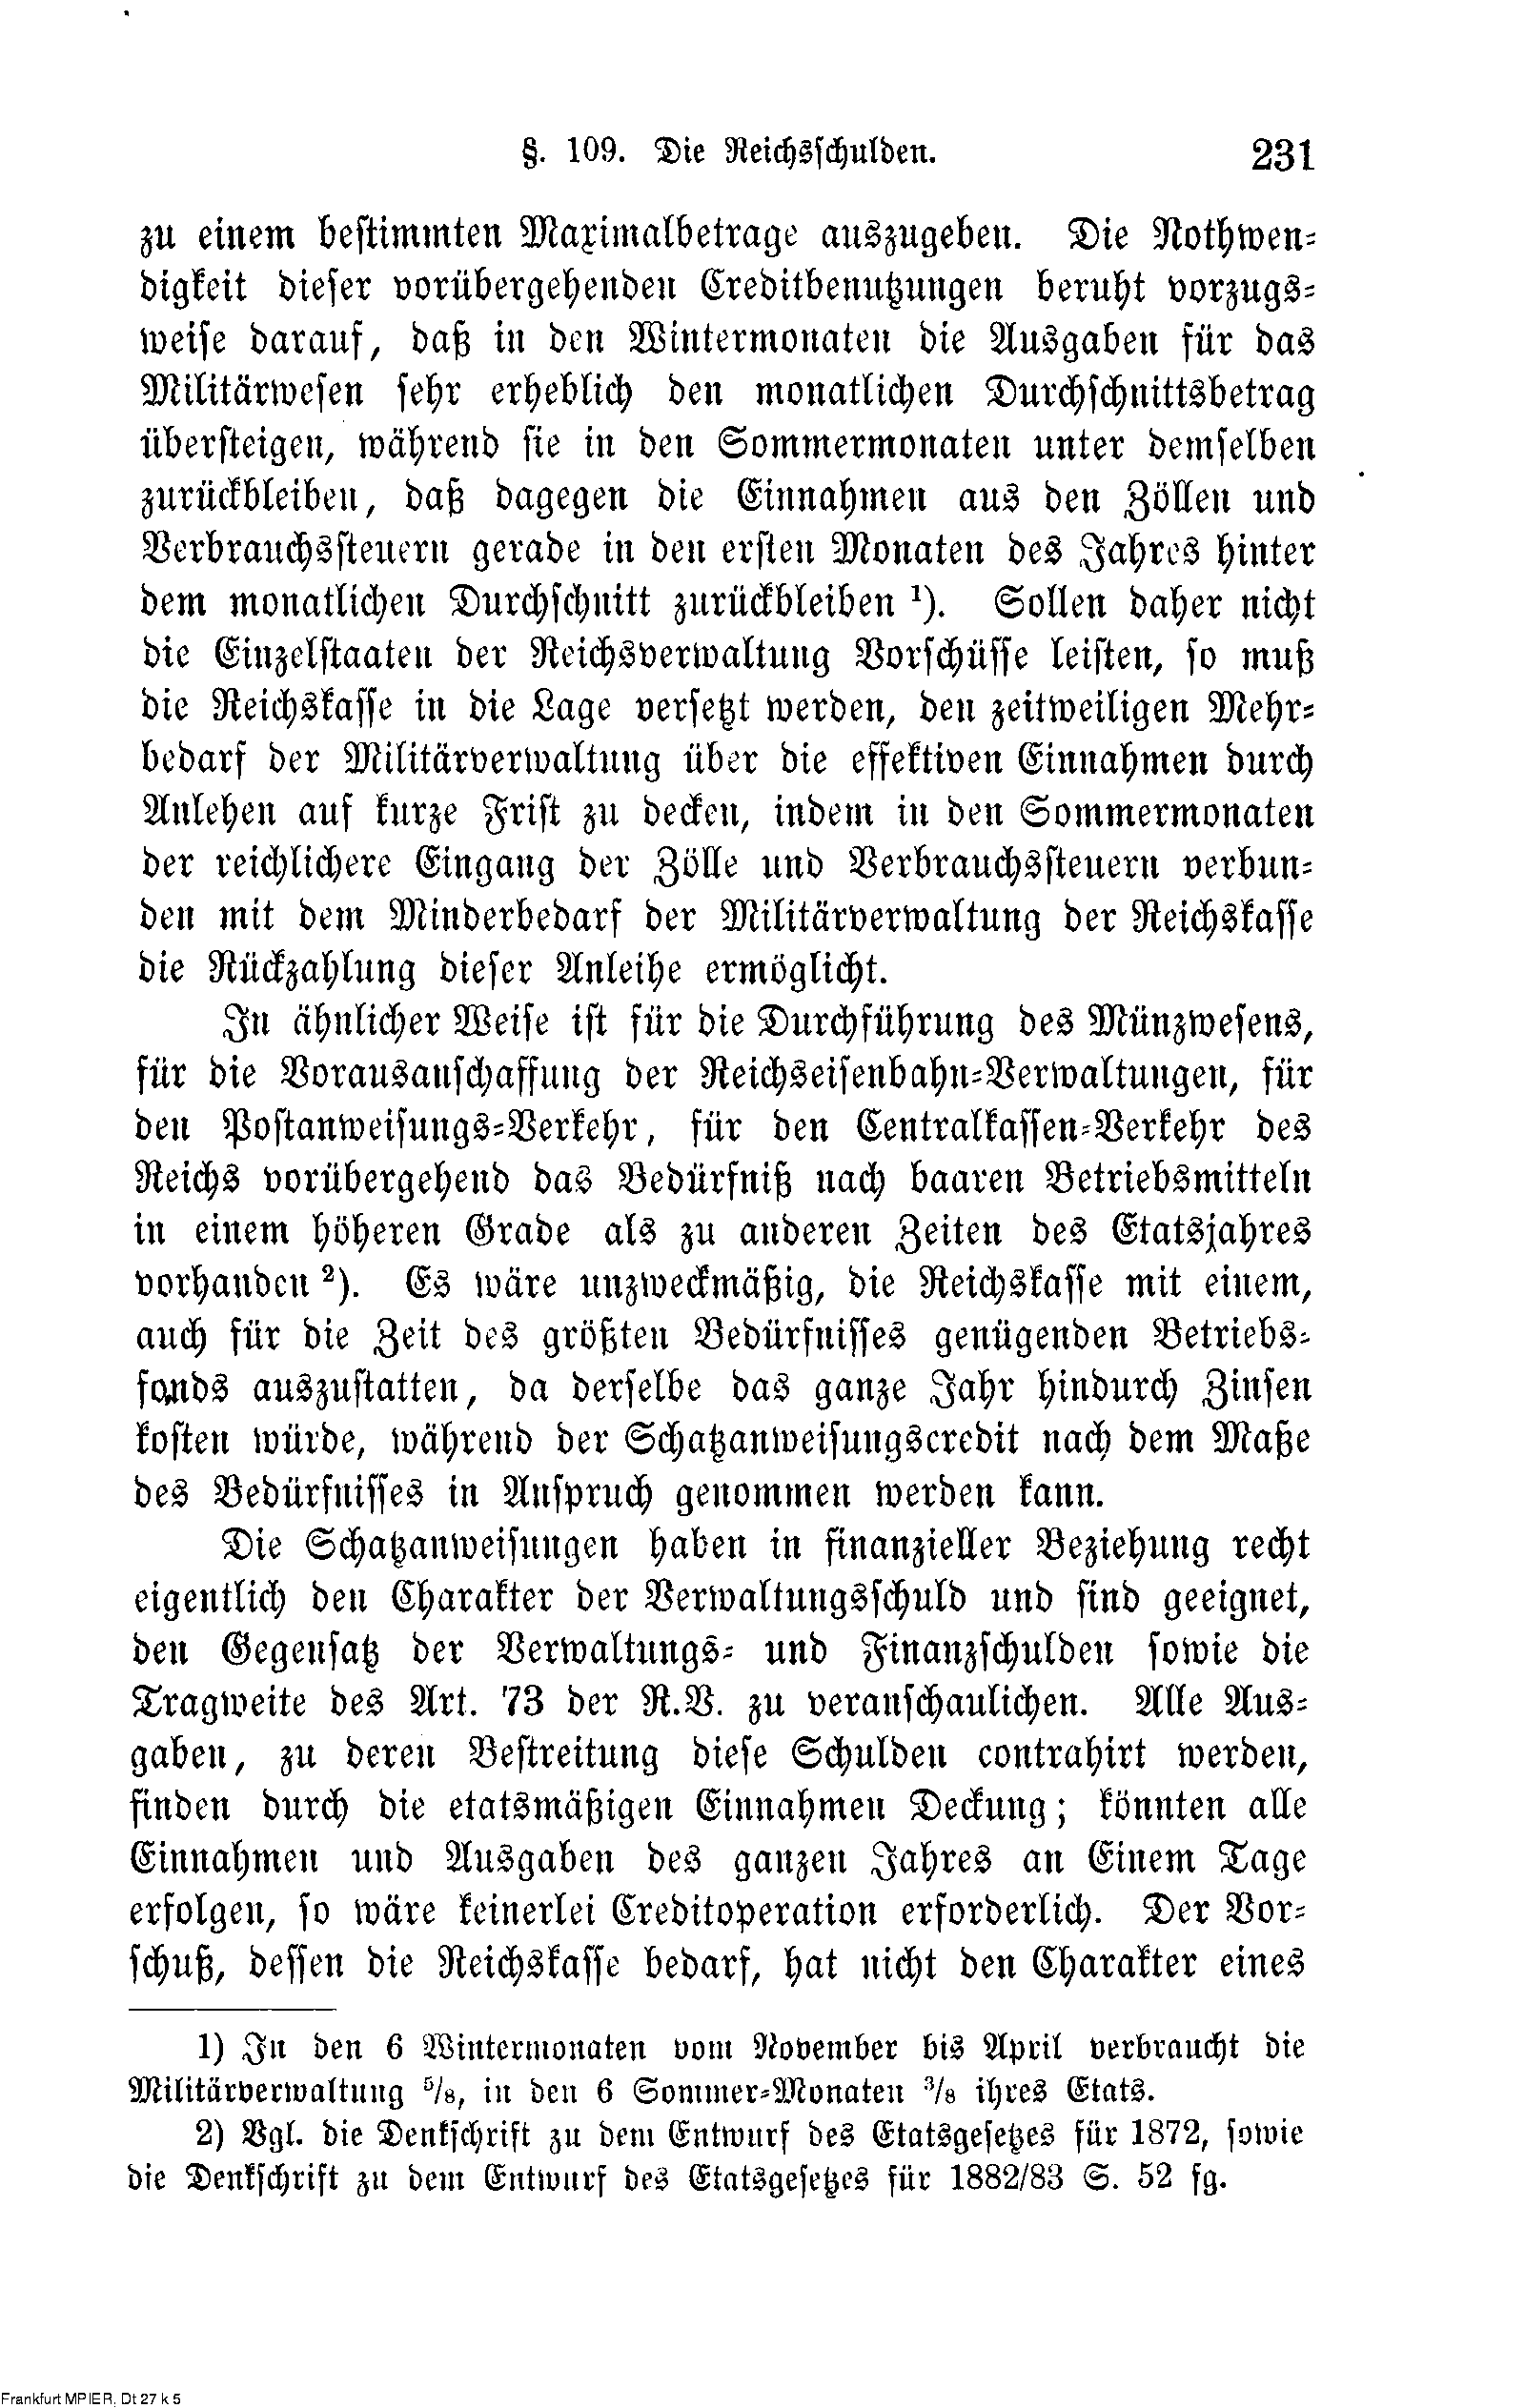 §. 109. Die Reichsschulden. 231
zu einem bestimmten Maximalbetrage auszugeben. Die Nothwen-
digkeit dieser vorübergehenden Creditbenutzungen beruht vorzugs-
weise darauf, daß in den Wintermonaten die Ausgaben für das
Militärwesen sehr erheblich den monatlichen Durchschnittsbetrag
übersteigen, während sie in den Sommermonaten unter demselben
zurückbleiben, daß dagegen die Einnahmen aus den Zöllen und
Verbrauchssteuern gerade in den ersten Monaten des Jahres hinter
dem monatlichen Durchschnitt zurückbleiben ¹). Sollen daher nicht
die Einzelstaaten der Reichsverwaltung Vorschüsse leisten, so muß
die Reichskasse in die Lage versetzt werden, den zeitweiligen Mehr-
bedarf der Militärverwaltung über die effektiven Einnahmen durch
Anlehen auf kurze Frist zu decken, indem in den Sommermonaten
der reichlichere Eingang der Zölle und Verbrauchssteuern verbun-
den mit dem Minderbedarf der Militärverwaltung der Reichskasse
die Rückzahlung dieser Anleihe ermöglicht.
In ähnlicher Weise ist für die Durchführung des Münzwesens,
für die Vorausanschaffung der Reichseisenbahn-Verwaltungen, für
den Postanweisungs-Verkehr, für den Centralkassen-Verkehr des
Reichs vorübergehend das Bedürfniß nach baaren Betriebsmitteln
in einem höheren Grade als zu anderen Zeiten des Etatsjahres
vorhanden ²). Es wäre unzweckmäßig, die Reichskasse mit einem,
auch für die Zeit des größten Bedürfnisses genügenden Betriebs-
fonds auszustatten, da derselbe das ganze Jahr hindurch Zinsen
kosten würde, während der Schatzanweisungscredit nach dem Maße
des Bedürfnisses in Anspruch genommen werden kann.
Die Schatzanweisungen haben in finanzieller Beziehung recht
eigentlich den Charakter der Verwaltungsschuld und sind geeignet,
den Gegensatz der Verwaltungs- und Finanzschulden sowie die
Tragweite des Art. 73 der R.V. zu veranschaulichen. Alle Aus-
gaben, zu deren Bestreitung diese Schulden contrahirt werden,
finden durch die etatsmäßigen Einnahmen Deckung; könnten alle
Einnahmen und Ausgaben des ganzen Jahres an Einem Tage
erfolgen, so wäre keinerlei Creditoperation erforderlich. Der Vor-
schuß, dessen die Reichskasse bedarf, hat nicht den Charakter eines
1) In den 6 Wintermonaten vom November bis April verbraucht die
Militärverwaltung ⁵/₈, in den 6 Sommer-Monaten ³/₈ ihres Etats.
2) Vgl. die Denkschrift zu dem Entwurf des Etatsgesetzes für 1872, sowie
die Denkschrift zu dem Entwurf des Etatsgesetzes für 1882/83 S. 52 fg.
Frankfurt MPIER, Dt 27 k 5